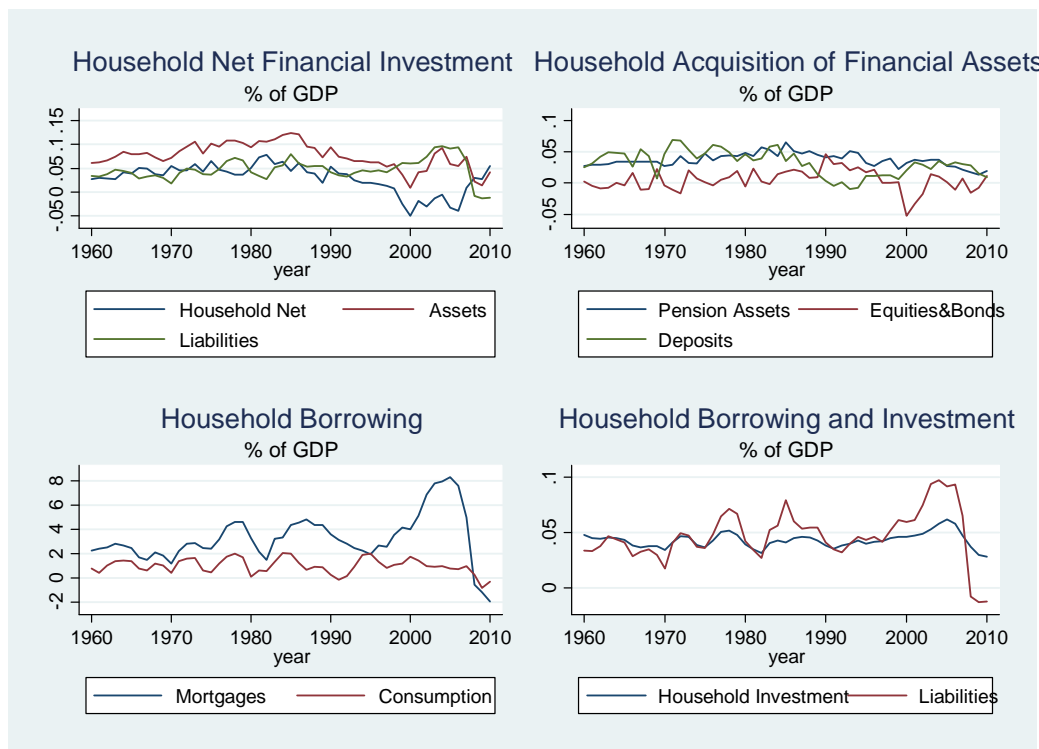 Household Net Financial Investment
% of GDP
.15
.1
.05
0
-.05
1960 1970 1980 1990 2000 2010
year
Household Net Assets
Liabilities
Household Acquisition of Financial Assets
% of GDP
.1
.05
0
-.05
1960 1970 1980 1990 2000 2010
year
Pension Assets Equities&Bonds
Deposits
Household Borrowing
% of GDP
8
6
4
2
0
-2
1960 1970 1980 1990 2000 2010
year
Mortgages Consumption
Household Borrowing and Investment
% of GDP
.1
.05
0
1960 1970 1980 1990 2000 2010
year
Household Investment Liabilities